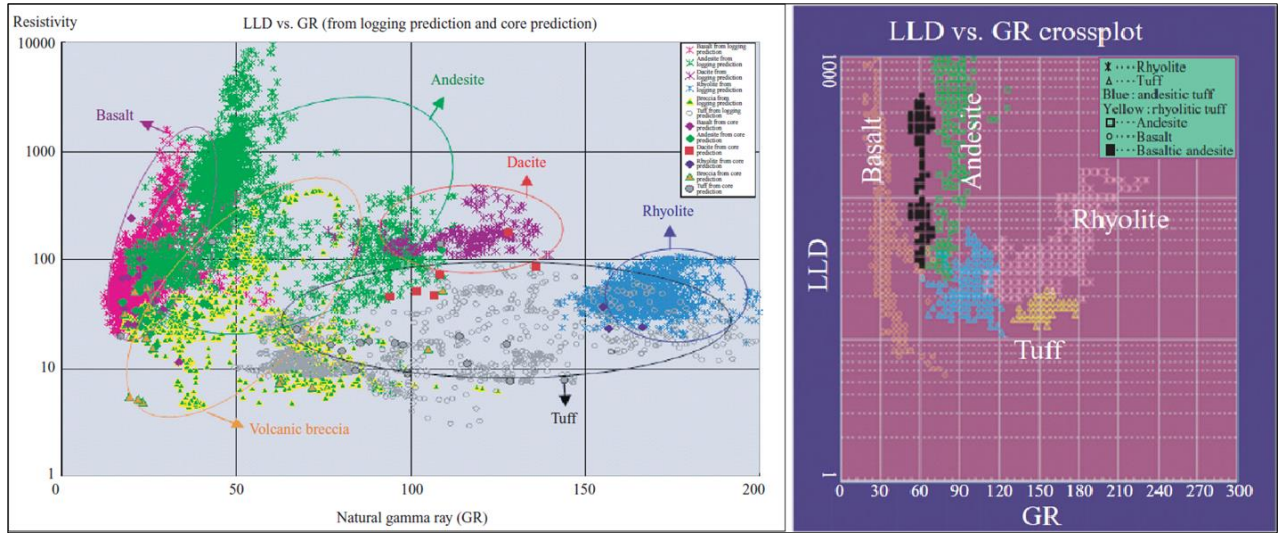 Resistivity
LLD vs. GR (from logging prediction and core prediction)
10000
1000
100
10
1
0
50
100
150
200
Natural gamma ray (GR)
Basalt
Andesite
Dacite
Rhyolite
Volcanic breccia
Tuff
Basalt from logging
prediction
Andesite from
logging prediction
Dacite from
logging prediction
Rhyolite from
logging prediction
Breccia from
logging prediction
Tuff from logging
prediction
Basalt from core
prediction
Andesite from core
prediction
Dacite from core
prediction
Rhyolite from core
prediction
Breccia from core
prediction
Tuff from core
prediction
LLD vs. GR crossplot
1000
LLD
1
Basalt
Andesite
Rhyolite
Tuff
Rhyolite
Tuff
Blue: andesitic tuff
Yellow: rhyolitic tuff
Andesite
Basalt
Basaltic andesite
0 30 60 90 120 150 180 210 240 270 300
GR